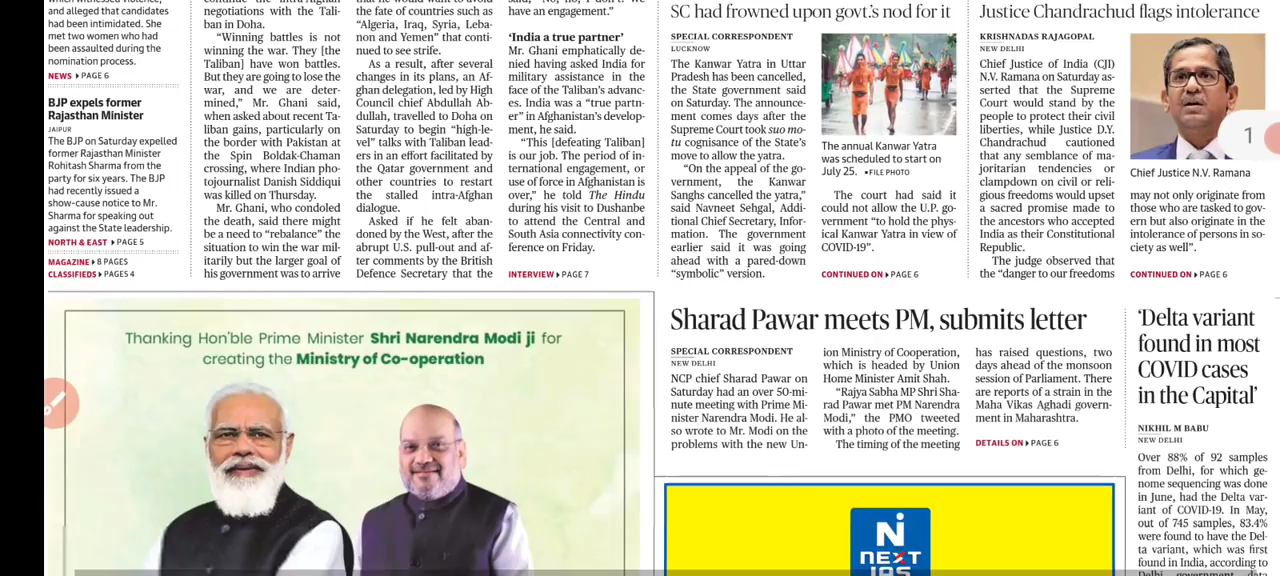 which witnessed violence,
and alleged that candidates
had been intimidated. She
met two women who had
been assaulted during the
nomination process.
NEWS ▸ PAGE 6
BJP expels former
Rajasthan Minister
JAIPUR
The BJP on Saturday expelled
former Rajasthan Minister
Rohitash Sharma from the
party for six years. The BJP
had recently issued a
show-cause notice to Mr.
Sharma for speaking out
against the State leadership.
NORTH & EAST ▸ PAGE 5
MAGAZINE ▸ 8 PAGES
CLASSIFIEDS ▸ PAGES 4
continue the intra-Afghan
negotiations with the Tali-
ban in Doha.
“Winning battles is not
winning the war. They [the
Taliban] have won battles.
But they are going to lose the
war, and we are deter-
mined,” Mr. Ghani said,
when asked about recent Ta-
liban gains, particularly on
the border with Pakistan at
the Spin Boldak-Chaman
crossing, where Indian pho-
tojournalist Danish Siddiqui
was killed on Thursday.
Mr. Ghani, who condoled
the death, said there might
be a need to “rebalance” the
situation to win the war mil-
itarily but the larger goal of
his government was to arrive
that he would want to avoid
the fate of countries such as
“Algeria, Iraq, Syria, Leba-
non and Yemen” that conti-
nued to see strife.
As a result, after several
changes in its plans, an Af-
ghan delegation, led by High
Council chief Abdullah Ab-
dullah, travelled to Doha on
Saturday to begin “high-le-
vel” talks with Taliban lead-
ers in an effort facilitated by
the Qatar government and
other countries to restart
the stalled intra-Afghan
dialogue.
Asked if he felt aban-
doned by the West, after the
abrupt U.S. pull-out and af-
ter comments by the British
Defence Secretary that the
said, “No, no, I don’t. We
have an engagement.”
‘India a true partner’
Mr. Ghani emphatically de-
nied having asked India for
military assistance in the
face of the Taliban’s advanc-
es. India was a “true partn-
er” in Afghanistan’s develop-
ment, he said.
“This [defeating Taliban]
is our job. The period of in-
ternational engagement, or
use of force in Afghanistan is
over,” he told The Hindu
during his visit to Dushanbe
to attend the Central and
South Asia connectivity con-
ference on Friday.
INTERVIEW ▸ PAGE 7
SC had frowned upon govt.’s nod for it
SPECIAL CORRESPONDENT
LUCKNOW
The Kanwar Yatra in Uttar
Pradesh has been cancelled,
the State government said
on Saturday. The announce-
ment comes days after the
Supreme Court took suo mo-
tu cognisance of the State’s
move to allow the yatra.
“On the appeal of the go-
vernment, the Kanwar
Sanghs cancelled the yatra,”
said Navneet Sehgal, Addi-
tional Chief Secretary, Infor-
mation. The government
earlier said it was going
ahead with a pared-down
“symbolic” version.
The annual Kanwar Yatra
was scheduled to start on
July 25. ▪ FILE PHOTO
The court had said it
could not allow the U.P. go-
vernment “to hold the phys-
ical Kanwar Yatra in view of
COVID-19”.
CONTINUED ON ▸ PAGE 6
Justice Chandrachud flags intolerance
KRISHNADAS RAJAGOPAL
NEW DELHI
Chief Justice of India (CJI)
N.V. Ramana on Saturday as-
serted that the Supreme
Court would stand by the
people to protect their civil
liberties, while Justice D.Y.
Chandrachud cautioned
that any semblance of ma-
joritarian tendencies or
clampdown on civil or reli-
gious freedoms would upset
a sacred promise made to
the ancestors who accepted
India as their Constitutional
Republic.
The judge observed that
the “danger to our freedoms
1
Chief Justice N.V. Ramana
may not only originate from
those who are tasked to gov-
ern but also originate in the
intolerance of persons in so-
ciety as well”.
CONTINUED ON ▸ PAGE 6
Thanking Hon'ble Prime Minister Shri Narendra Modi ji for
creating the Ministry of Co-operation
Sharad Pawar meets PM, submits letter
SPECIAL CORRESPONDENT
NEW DELHI
NCP chief Sharad Pawar on
Saturday had an over 50-mi-
nute meeting with Prime Mi-
nister Narendra Modi. He al-
so wrote to Mr. Modi on the
problems with the new Un-
ion Ministry of Cooperation,
which is headed by Union
Home Minister Amit Shah.
“Rajya Sabha MP Shri Sha-
rad Pawar met PM Narendra
Modi,” the PMO tweeted
with a photo of the meeting.
The timing of the meeting
has raised questions, two
days ahead of the monsoon
session of Parliament. There
are reports of a strain in the
Maha Vikas Aghadi govern-
ment in Maharashtra.
DETAILS ON ▸ PAGE 6
NEXT
IAS
‘Delta variant
found in most
COVID cases
in the Capital’
NIKHIL M BABU
NEW DELHI
Over 88% of 92 samples
from Delhi, for which ge-
nome sequencing was done
in June, had the Delta var-
iant of COVID-19. In May,
out of 745 samples, 83.4%
were found to have the Del-
ta variant, which was first
found in India, according to
Delhi government data